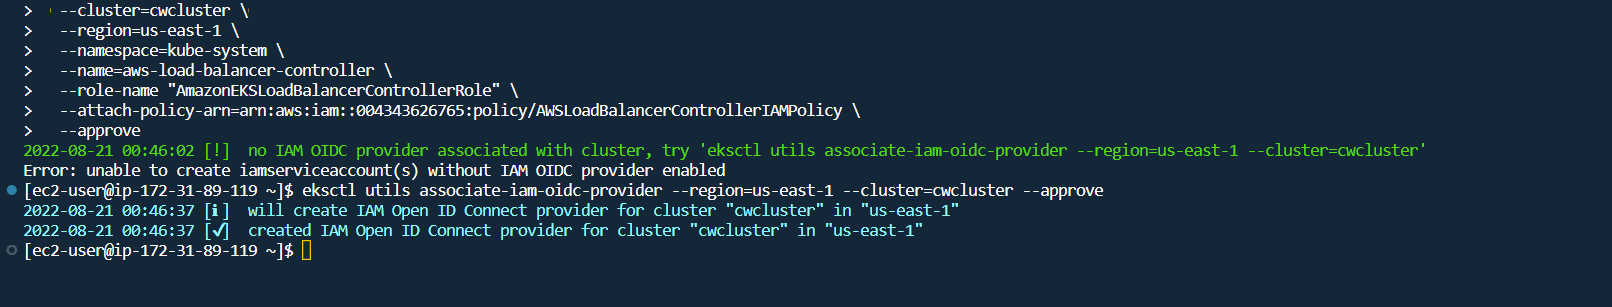 >   --cluster=cwcluster \
>   --region=us-east-1 \
>   --namespace=kube-system \
>   --name=aws-load-balancer-controller \
>   --role-name "AmazonEKSLoadBalancerControllerRole" \
>   --attach-policy-arn=arn:aws:iam::004343626765:policy/AWSLoadBalancerControllerIAMPolicy \
>   --approve
2022-08-21 00:46:02 [!]  no IAM OIDC provider associated with cluster, try 'eksctl utils associate-iam-oidc-provider --region=us-east-1 --cluster=cwcluster'
Error: unable to create iamserviceaccount(s) without IAM OIDC provider enabled
[ec2-user@ip-172-31-89-119 ~]$ eksctl utils associate-iam-oidc-provider --region=us-east-1 --cluster=cwcluster --approve
2022-08-21 00:46:37 [ℹ]  will create IAM Open ID Connect provider for cluster "cwcluster" in "us-east-1"
2022-08-21 00:46:37 [✔]  created IAM Open ID Connect provider for cluster "cwcluster" in "us-east-1"
[ec2-user@ip-172-31-89-119 ~]$